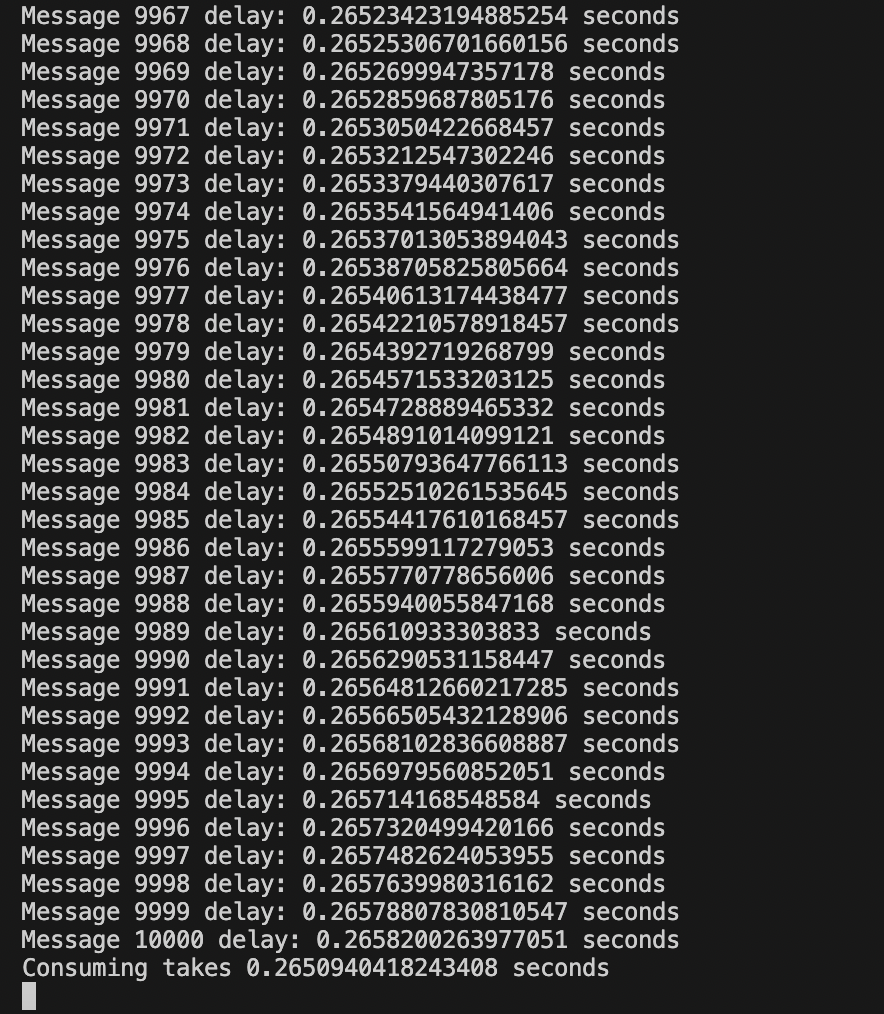 Message 9967 delay: 0.26523423194885254 seconds
Message 9968 delay: 0.26525306701660156 seconds
Message 9969 delay: 0.2652699947357178 seconds
Message 9970 delay: 0.2652859687805176 seconds
Message 9971 delay: 0.2653050422668457 seconds
Message 9972 delay: 0.2653212547302246 seconds
Message 9973 delay: 0.2653379440307617 seconds
Message 9974 delay: 0.2653541564941406 seconds
Message 9975 delay: 0.26537013053894043 seconds
Message 9976 delay: 0.26538705825805664 seconds
Message 9977 delay: 0.26540613174438477 seconds
Message 9978 delay: 0.26542210578918457 seconds
Message 9979 delay: 0.2654392719268799 seconds
Message 9980 delay: 0.2654571533203125 seconds
Message 9981 delay: 0.2654728889465332 seconds
Message 9982 delay: 0.2654891014099121 seconds
Message 9983 delay: 0.26550793647766113 seconds
Message 9984 delay: 0.26552510261535645 seconds
Message 9985 delay: 0.26554417610168457 seconds
Message 9986 delay: 0.2655599117279053 seconds
Message 9987 delay: 0.2655770778656006 seconds
Message 9988 delay: 0.2655940055847168 seconds
Message 9989 delay: 0.265610933303833 seconds
Message 9990 delay: 0.2656290531158447 seconds
Message 9991 delay: 0.26564812660217285 seconds
Message 9992 delay: 0.26566505432128906 seconds
Message 9993 delay: 0.26568102836608887 seconds
Message 9994 delay: 0.2656979560852051 seconds
Message 9995 delay: 0.265714168548584 seconds
Message 9996 delay: 0.2657320499420166 seconds
Message 9997 delay: 0.2657482624053955 seconds
Message 9998 delay: 0.2657639980316162 seconds
Message 9999 delay: 0.26578807830810547 seconds
Message 10000 delay: 0.2658200263977051 seconds
Consuming takes 0.2650940418243408 seconds